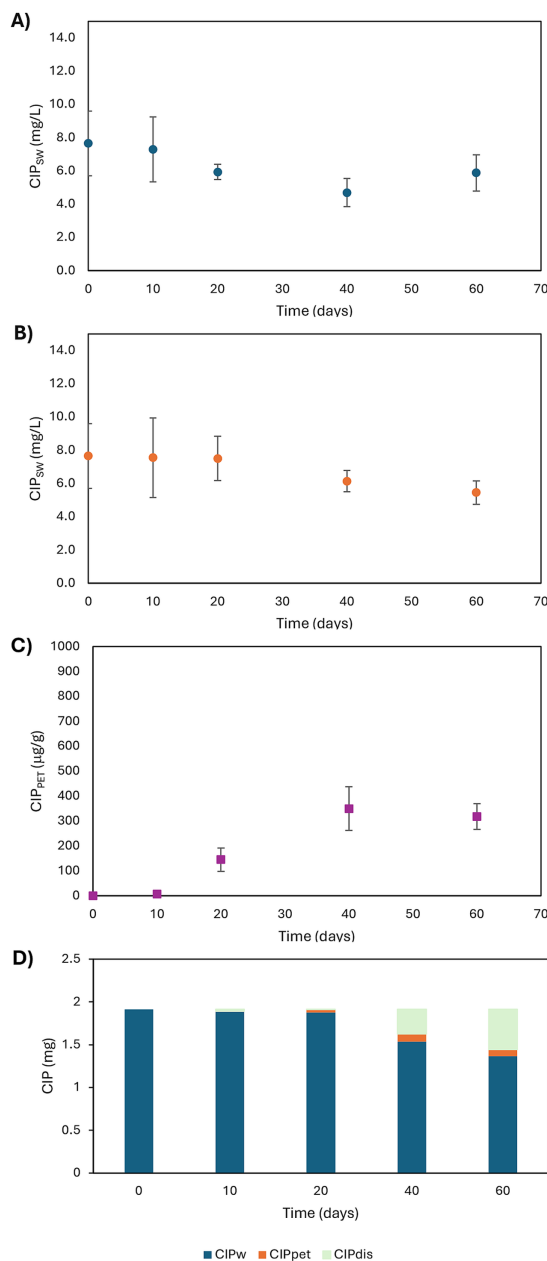 A)
14.0
12.0
10.0
8.0
6.0
4.0
2.0
0.0
CIPSW (mg/L)
0 10 20 30 40 50 60 70
Time (days)
B)
14.0
12.0
10.0
8.0
6.0
4.0
2.0
0.0
CIPSW (mg/L)
0 10 20 30 40 50 60 70
Time (days)
C)
1000
900
800
700
600
500
400
300
200
100
0
CIPPET (µg/g)
0 10 20 30 40 50 60 70
Time (days)
D)
2.5
2
1.5
1
0.5
0
CIP (mg)
0 10 20 40 60
Time (days)
CIPw CIPpet CIPdis